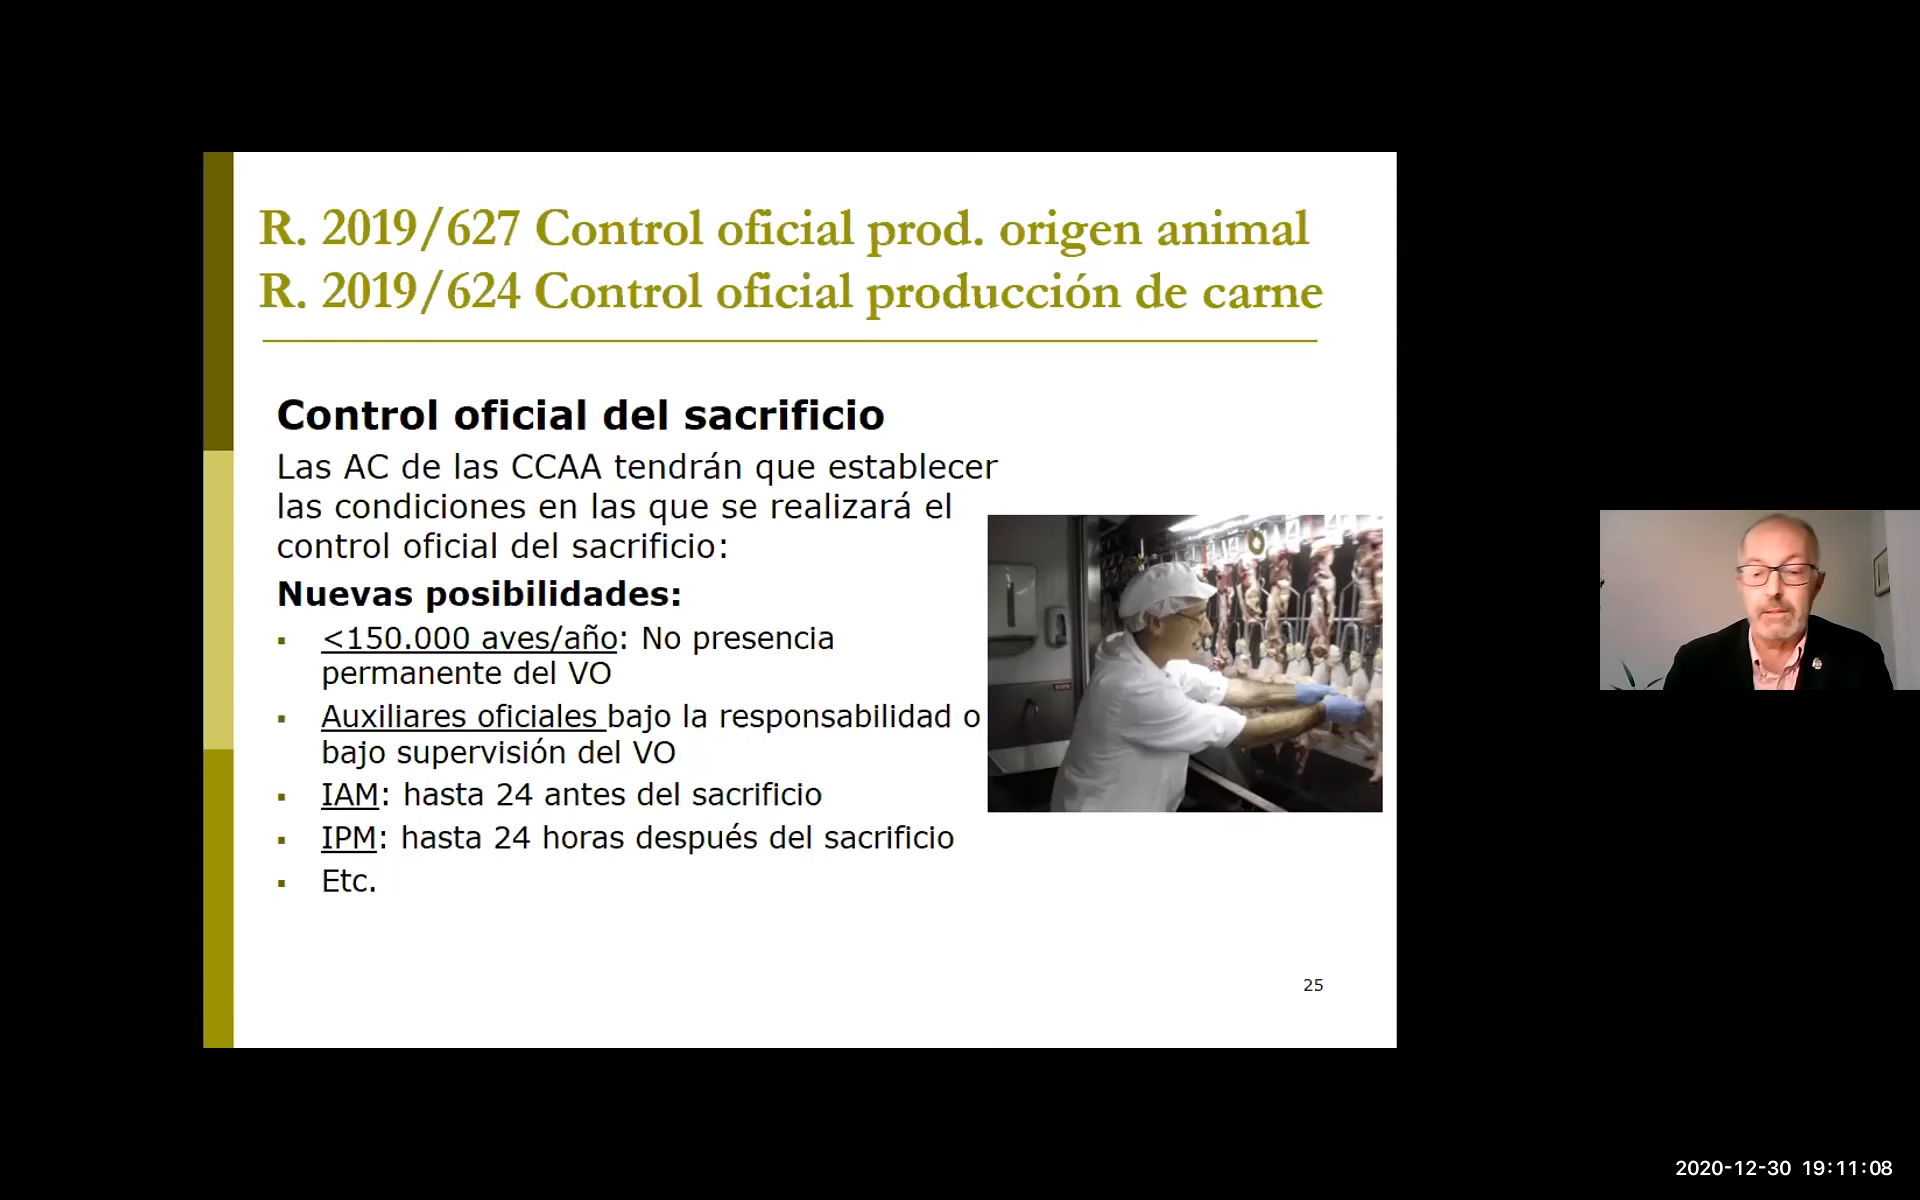 R. 2019/627 Control oficial prod. origen animal
R. 2019/624 Control oficial producción de carne
Control oficial del sacrificio
Las AC de las CCAA tendrán que establecer
las condiciones en las que se realizará el
control oficial del sacrificio:
Nuevas posibilidades:
▪ <150.000 aves/año: No presencia
permanente del VO
▪ Auxiliares oficiales bajo la responsabilidad o
bajo supervisión del VO
▪ IAM: hasta 24 antes del sacrificio
▪ IPM: hasta 24 horas después del sacrificio
▪ Etc.
25
2020-12-30 19:11:08